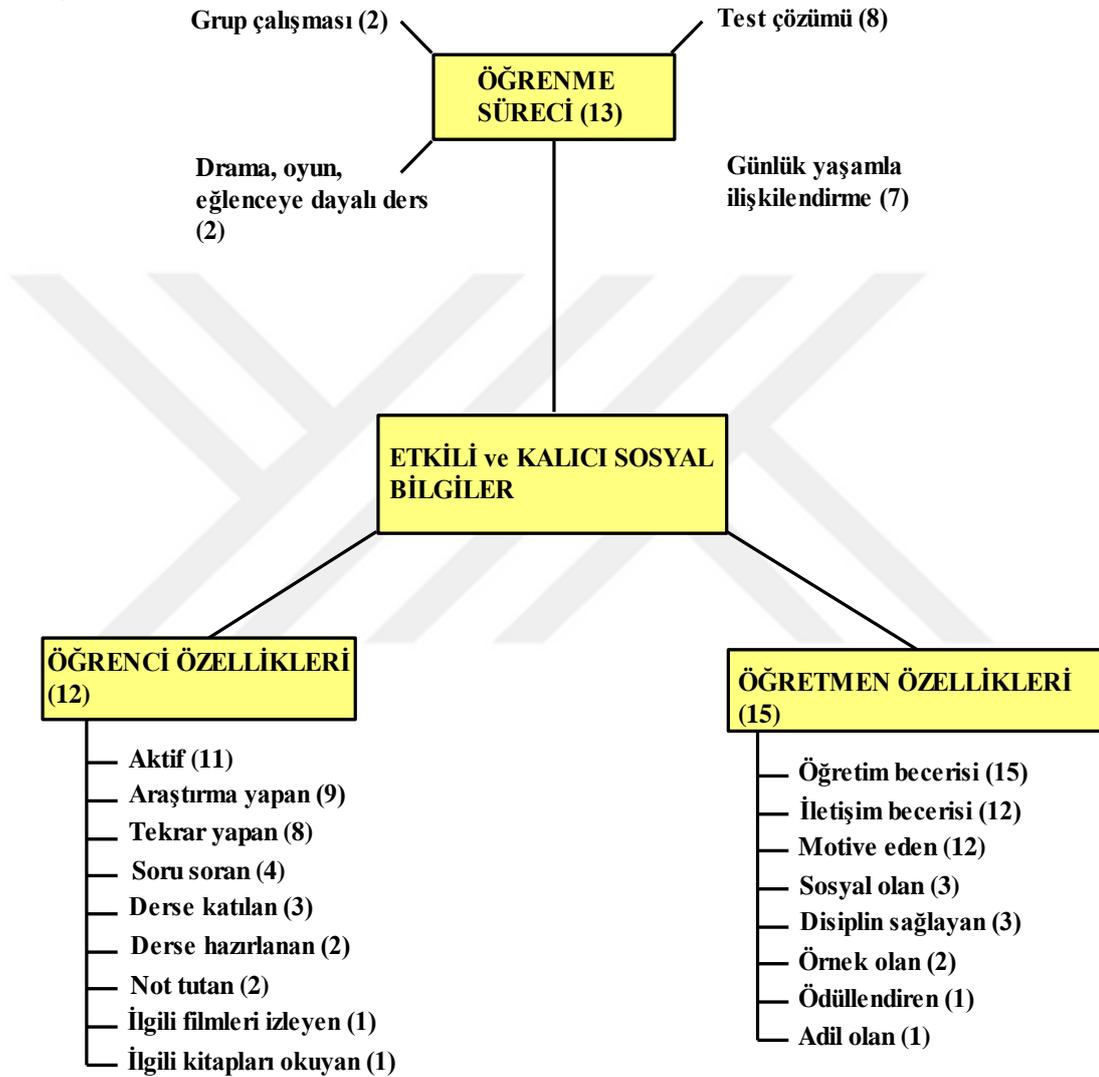 Grup çalışması (2)
Test çözümü (8)
ÖĞRENME
SÜRECİ (13)
Drama, oyun,
eğlenceye dayalı ders
(2)
Günlük yaşamla
ilişkilendirme (7)
ETKİLİ ve KALICI SOSYAL
BİLGİLER
ÖĞRENCİ ÖZELLİKLERİ
(12)
Aktif (11)
Araştırma yapan (9)
Tekrar yapan (8)
Soru soran (4)
Derse katılan (3)
Derse hazırlanan (2)
Not tutan (2)
İlgili filmleri izleyen (1)
İlgili kitapları okuyan (1)
ÖĞRETMEN ÖZELLİKLERİ
(15)
Öğretim becerisi (15)
İletişim becerisi (12)
Motive eden (12)
Sosyal olan (3)
Disiplin sağlayan (3)
Örnek olan (2)
Ödüllendiren (1)
Adil olan (1)